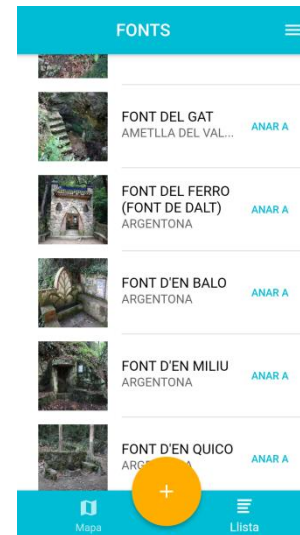 FONTS
FONT DEL GAT
AMETLLA DEL VAL...
ANAR A
FONT DEL FERRO
(FONT DE DALT)
ARGENTONA
ANAR A
FONT D'EN BALO
ARGENTONA
ANAR A
FONT D'EN MILIU
ARGENTONA
ANAR A
FONT D'EN QUICO
ANAR A
+
Mapa
Llista